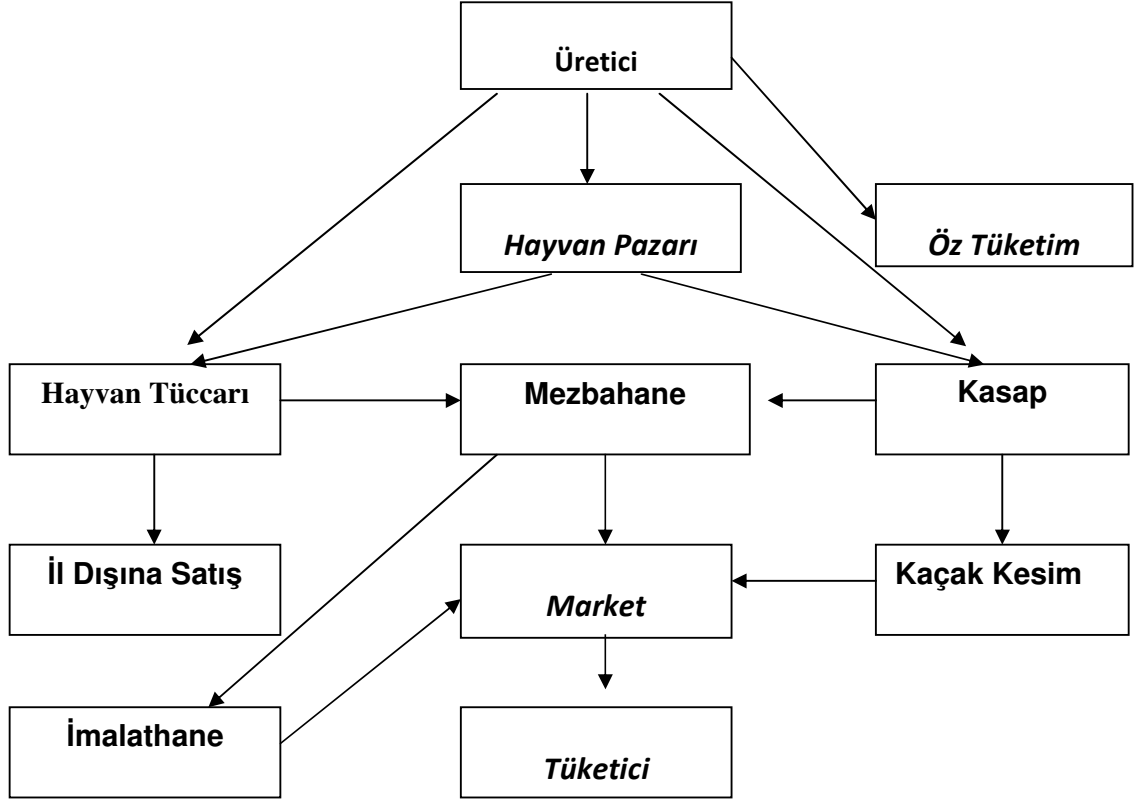 Üretici
Hayvan Pazarı
Öz Tüketim
Hayvan Tüccarı
Mezbahane
Kasap
İl Dışına Satış
Market
Kaçak Kesim
İmalathane
Tüketici